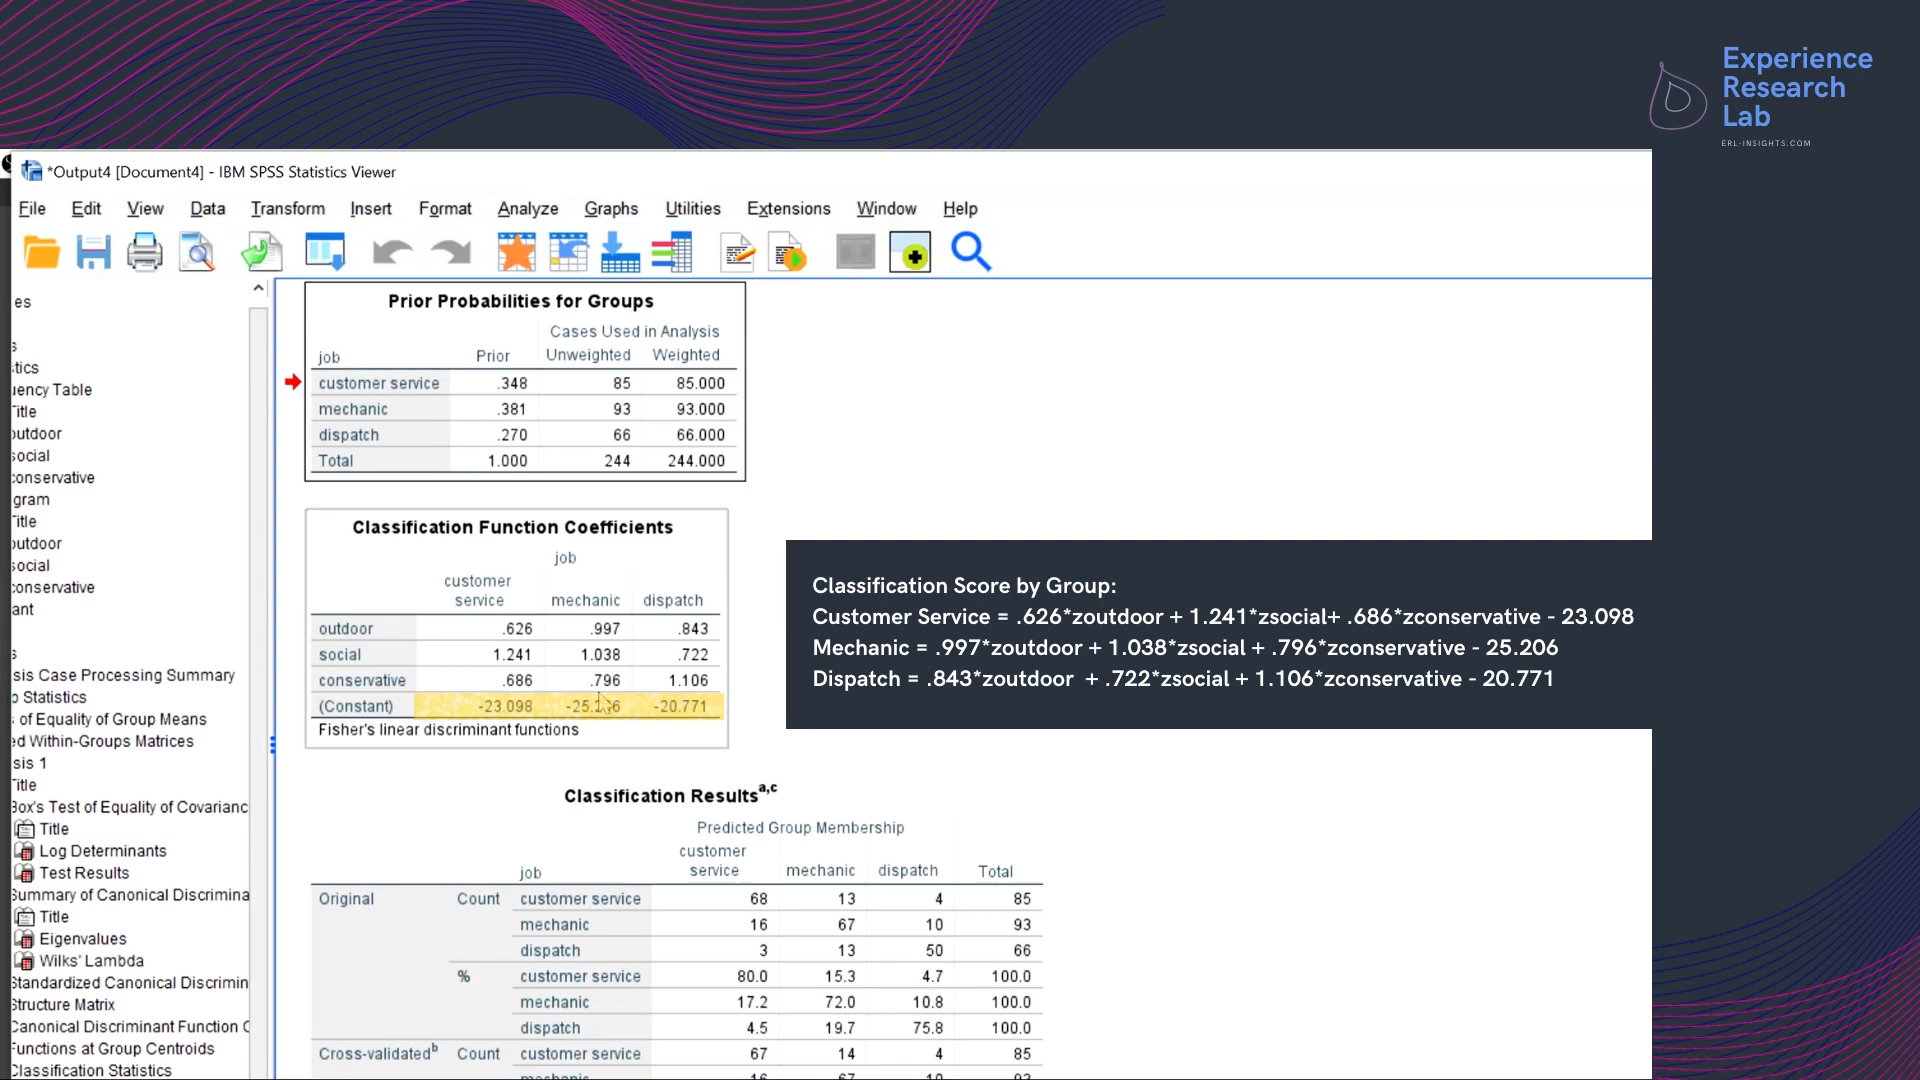 Experience
Research
Lab
ERL-INSIGHTS.COM
*Output4 [Document4] - IBM SPSS Statistics Viewer
File Edit View Data Transform Insert Format Analyze Graphs Utilities Extensions Window Help
es
s
stics
uency Table
Title
outdoor
social
conservative
gram
Title
outdoor
social
conservative
ant
s
sis Case Processing Summary
p Statistics
s of Equality of Group Means
ed Within-Groups Matrices
sis 1
Title
Box's Test of Equality of Covarianc
Title
Log Determinants
Test Results
Summary of Canonical Discrimina
Title
Eigenvalues
Wilks' Lambda
Standardized Canonical Discrimin
Structure Matrix
Canonical Discriminant Function C
Functions at Group Centroids
Classification Statistics
Prior Probabilities for Groups
Cases Used in Analysis
job Prior Unweighted Weighted
customer service .348 85 85.000
mechanic .381 93 93.000
dispatch .270 66 66.000
Total 1.000 244 244.000
Classification Function Coefficients
job
customer
service mechanic dispatch
outdoor .626 .997 .843
social 1.241 1.038 .722
conservative .686 .796 1.106
(Constant) -23.098 -20.771
Fisher's linear discriminant functions
Classification Score by Group:
Customer Service = .626*zoutdoor + 1.241*zsocial+ .686*zconservative - 23.098
Mechanic = .997*zoutdoor + 1.038*zsocial + .796*zconservative - 25.206
Dispatch = .843*zoutdoor + .722*zsocial + 1.106*zconservative - 20.771
Classification Resultsa,c
Predicted Group Membership
customer
job service mechanic dispatch Total
Original Count customer service 68 13 4 85
mechanic 16 67 10 93
dispatch 3 13 50 66
% customer service 80.0 15.3 4.7 100.0
mechanic 17.2 72.0 10.8 100.0
dispatch 4.5 19.7 75.8 100.0
Cross-validatedb Count customer service 67 14 4 85